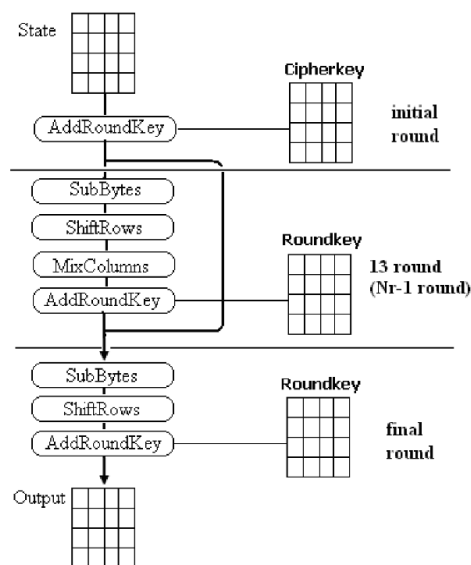 State
Cipherkey
AddRoundKey
initial
round
SubBytes
ShiftRows
MixColumns
AddRoundKey
Roundkey
13 round
(Nr-1 round)
SubBytes
ShiftRows
AddRoundKey
Roundkey
final
round
Output